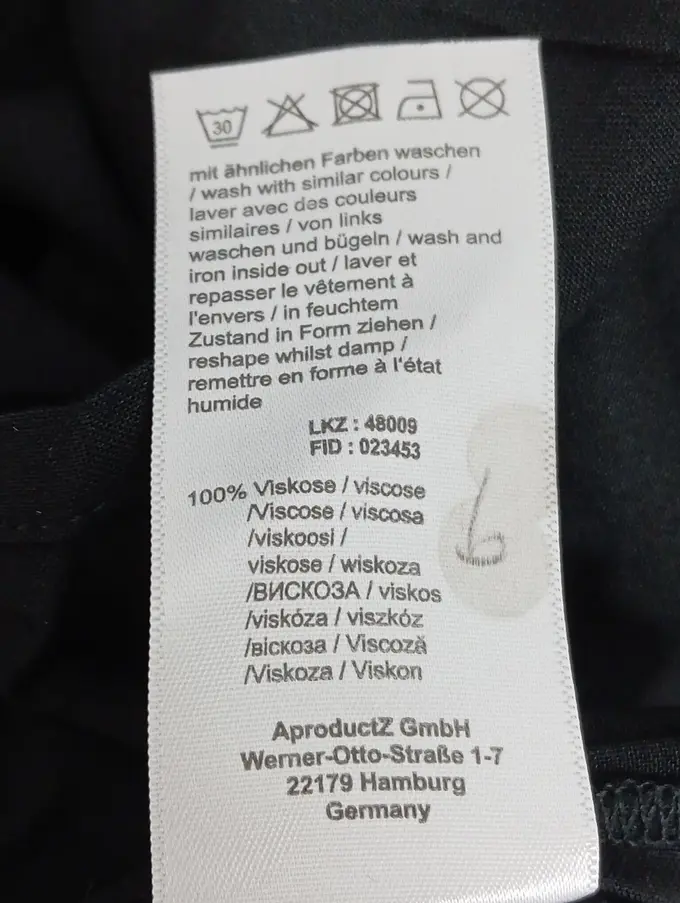 30
mit ähnlichen Farben waschen
/ wash with similar colours /
laver avec des couleurs
similaires / von links
waschen und bügeln / wash and
iron inside out / laver et
repasser le vêtement à
l'envers / in feuchtem
Zustand in Form ziehen /
reshape whilst damp /
remettre en forme à l'état
humide
LKZ : 48009
FID : 023453
100% Viskose / viscose
/Viscose / viscosa
/viskoosi /
viskose / wiskoza
/ВИСКОЗА / viskos
/viskóza / viszkóz
/віскоза / Viscoză
/Viskoza / Viskon
AproductZ GmbH
Werner-Otto-Straße 1-7
22179 Hamburg
Germany